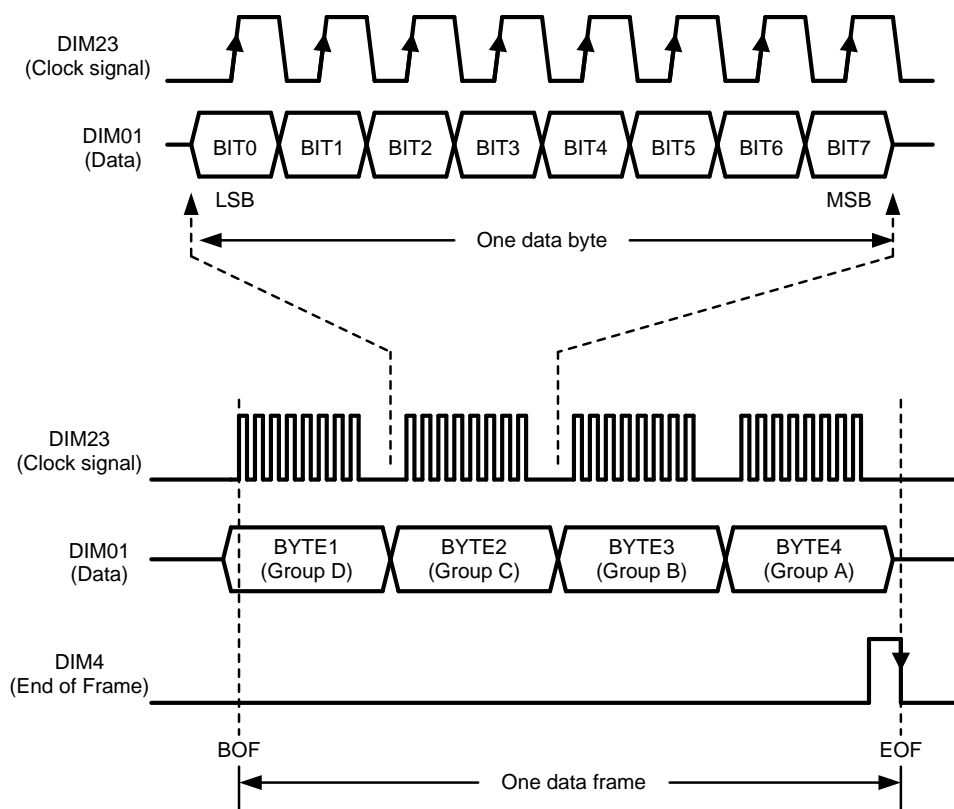 DIM23
(Clock signal)
DIM01
(Data)
BIT0 BIT1 BIT2 BIT3 BIT4 BIT5 BIT6 BIT7
LSB MSB
One data byte
DIM23
(Clock signal)
DIM01
(Data)
BYTE1 BYTE2 BYTE3 BYTE4
(Group D) (Group C) (Group B) (Group A)
DIM4
(End of Frame)
BOF EOF
One data frame